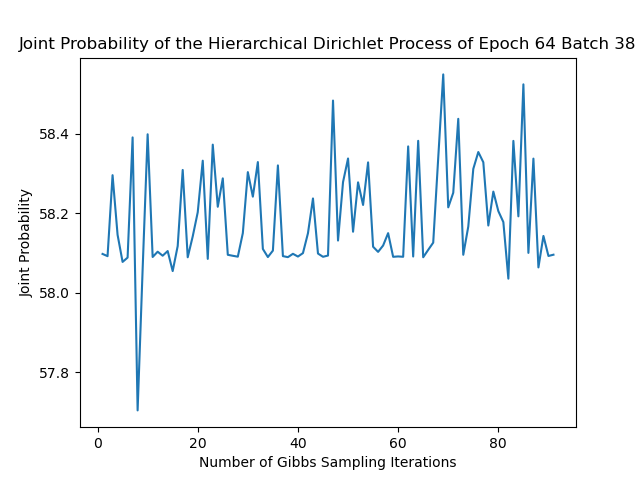 Joint Probability of the Hierarchical Dirichlet Process of Epoch 64 Batch 38
Joint Probability
58.4
58.2
58.0
57.8
0 20 40 60 80
Number of Gibbs Sampling Iterations